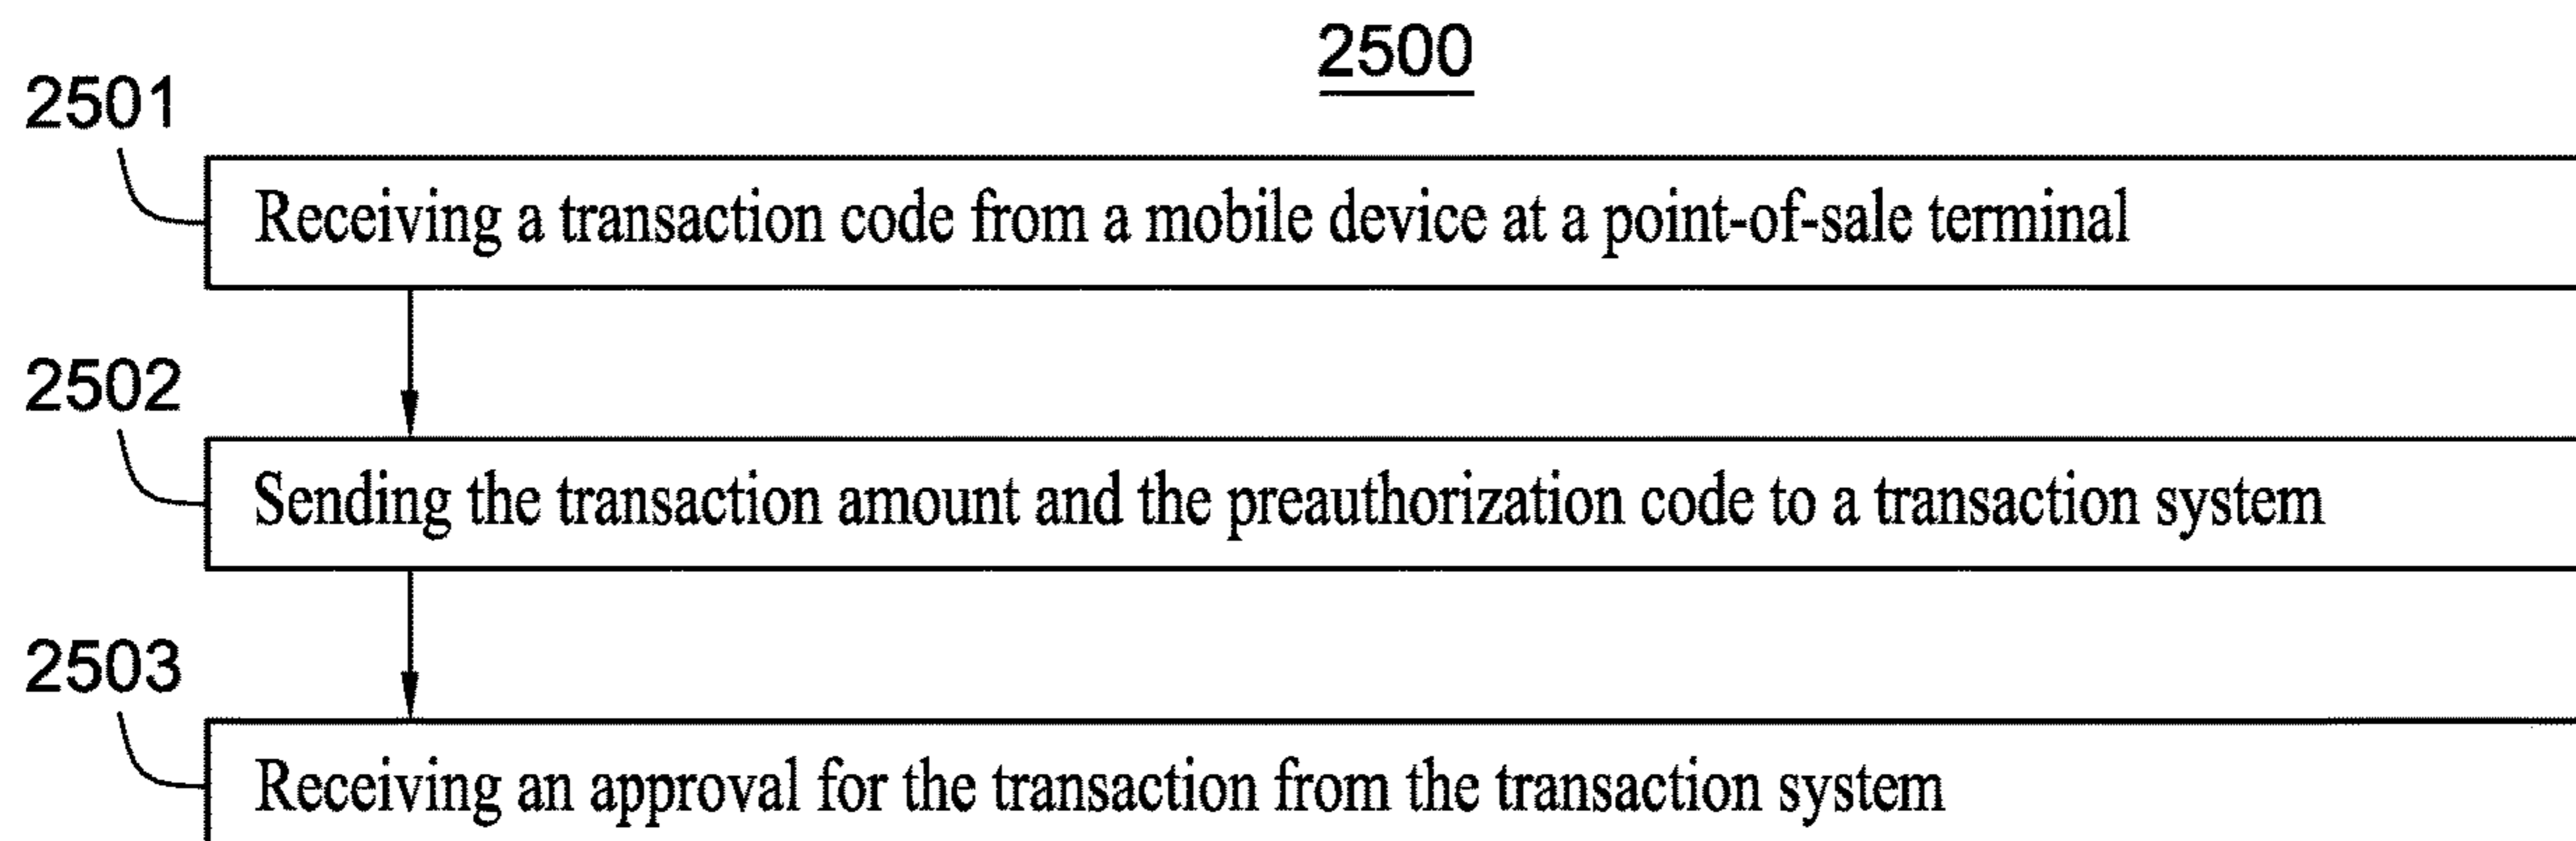 2500
2501
Receiving a transaction code from a mobile device at a point-of-sale terminal
2502
Sending the transaction amount and the preauthorization code to a transaction system
2503
Receiving an approval for the transaction from the transaction system